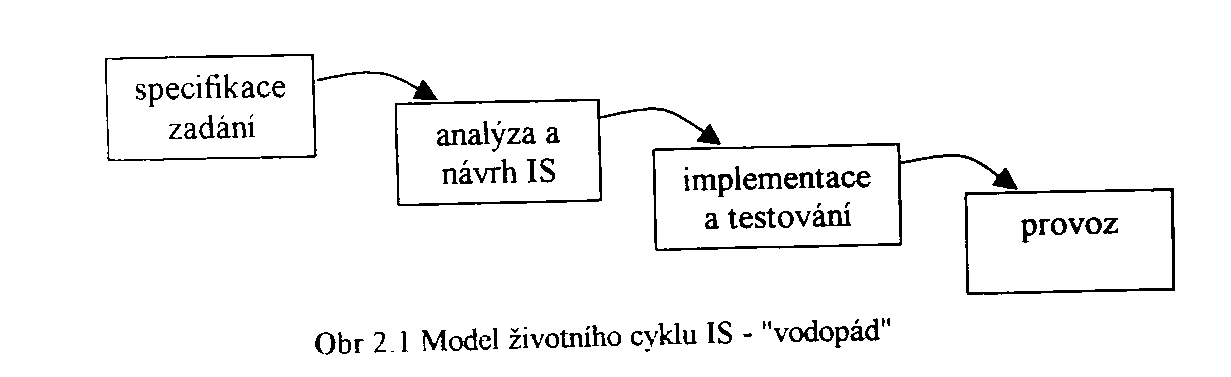 specifikace
zadání
analýza a
návrh IS
implementace
a testování
provoz
Obr 2.1 Model životního cyklu IS - "vodopád"